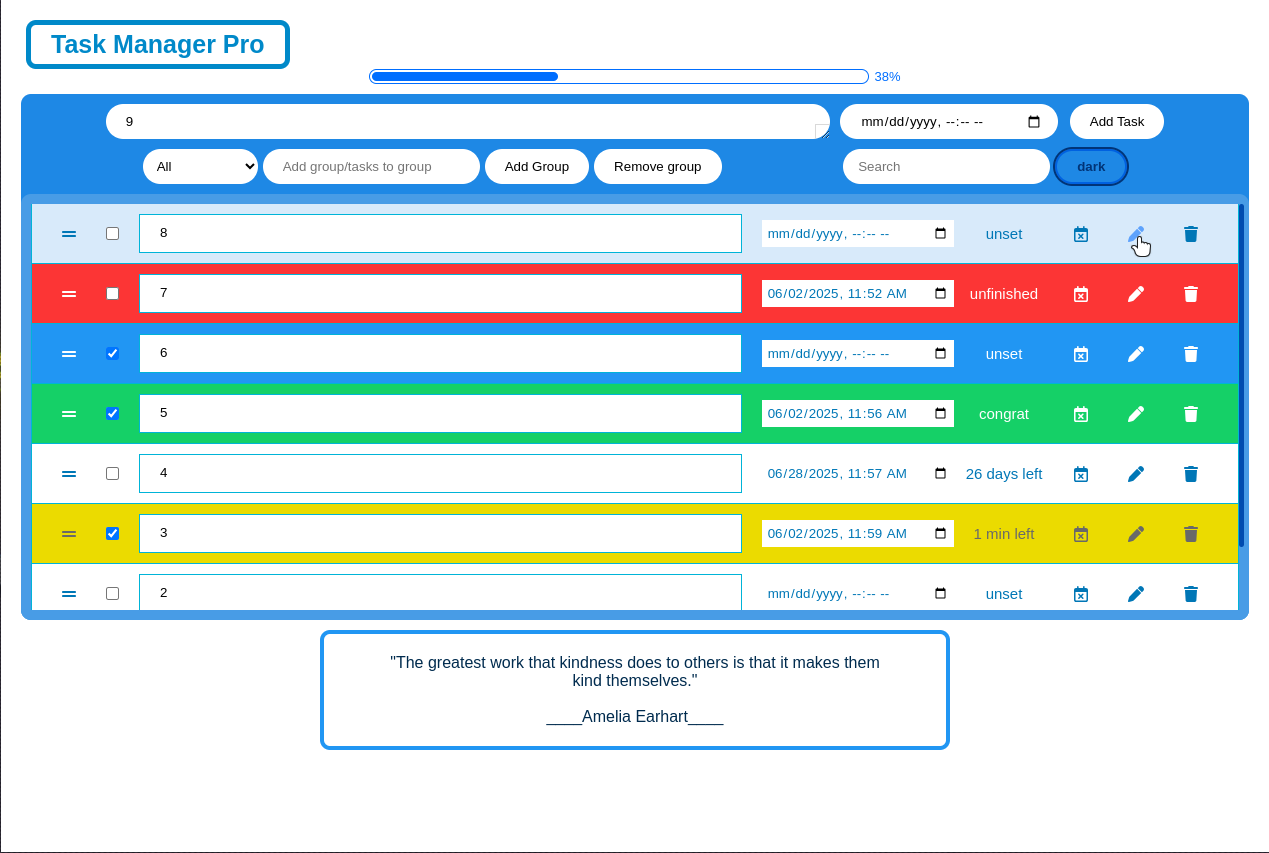 Task Manager Pro
38%
9
mm/dd/yyyy, --:-- --
Add Task
All
Add group/tasks to group
Add Group
Remove group
Search
dark
8
mm/dd/yyyy, --:-- --
unset
7
06/02/2025, 11:52 AM
unfinished
6
mm/dd/yyyy, --:-- --
unset
5
06/02/2025, 11:56 AM
congrat
4
06/28/2025, 11:57 AM
26 days left
3
06/02/2025, 11:59 AM
1 min left
2
mm/dd/yyyy, --:-- --
unset
"The greatest work that kindness does to others is that it makes them
kind themselves."
____Amelia Earhart____